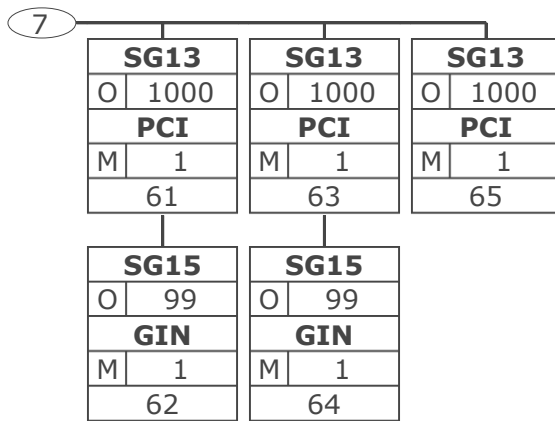 7
SG13 SG13 SG13
O 1000 O 1000 O 1000
PCI PCI PCI
M 1 M 1 M 1
61 63 65
SG15 SG15
O 99 O 99
GIN GIN
M 1 M 1
62 64